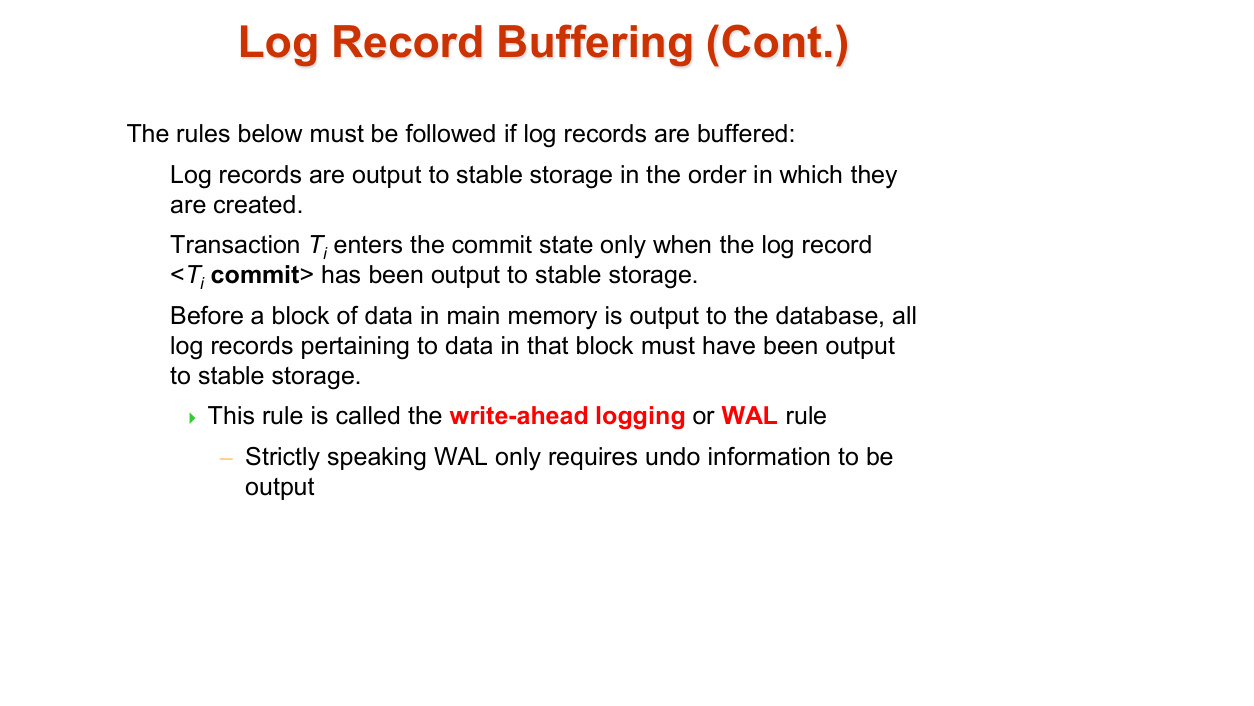 Log Record Buffering (Cont.)
The rules below must be followed if log records are buffered:
Log records are output to stable storage in the order in which they
are created.
Transaction Ti enters the commit state only when the log record
<Ti commit> has been output to stable storage.
Before a block of data in main memory is output to the database, all
log records pertaining to data in that block must have been output
to stable storage.
This rule is called the write-ahead logging or WAL rule
– Strictly speaking WAL only requires undo information to be
output